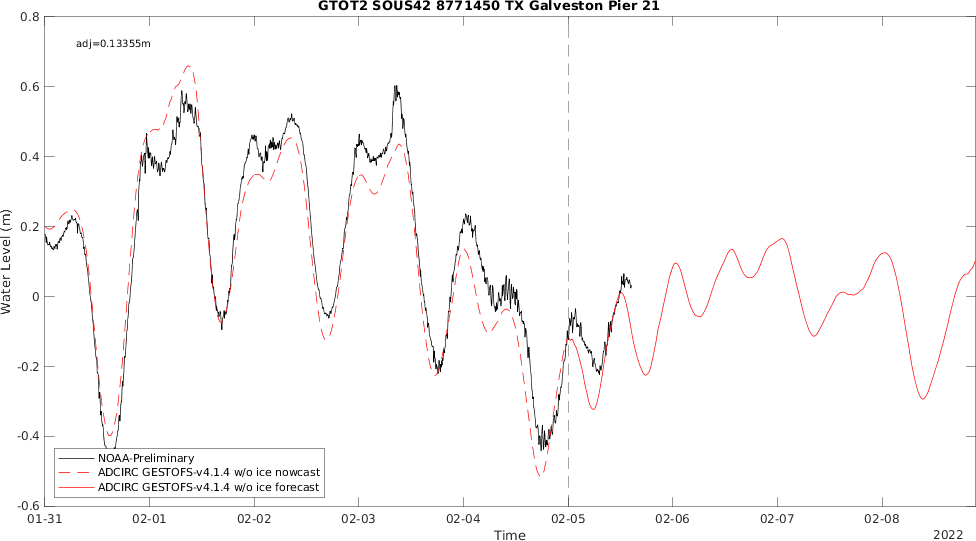 GTOT2 SOUS42 8771450 TX Galveston Pier 21
adj=0.13355m
0.8
0.6
0.4
0.2
0
-0.2
-0.4
-0.6
Water Level (m)
NOAA-Preliminary
ADCIRC GESTOFS-v4.1.4 w/o ice nowcast
ADCIRC GESTOFS-v4.1.4 w/o ice forecast
01-31 02-01 02-02 02-03 02-04 02-05 02-06 02-07 02-08
Time
2022